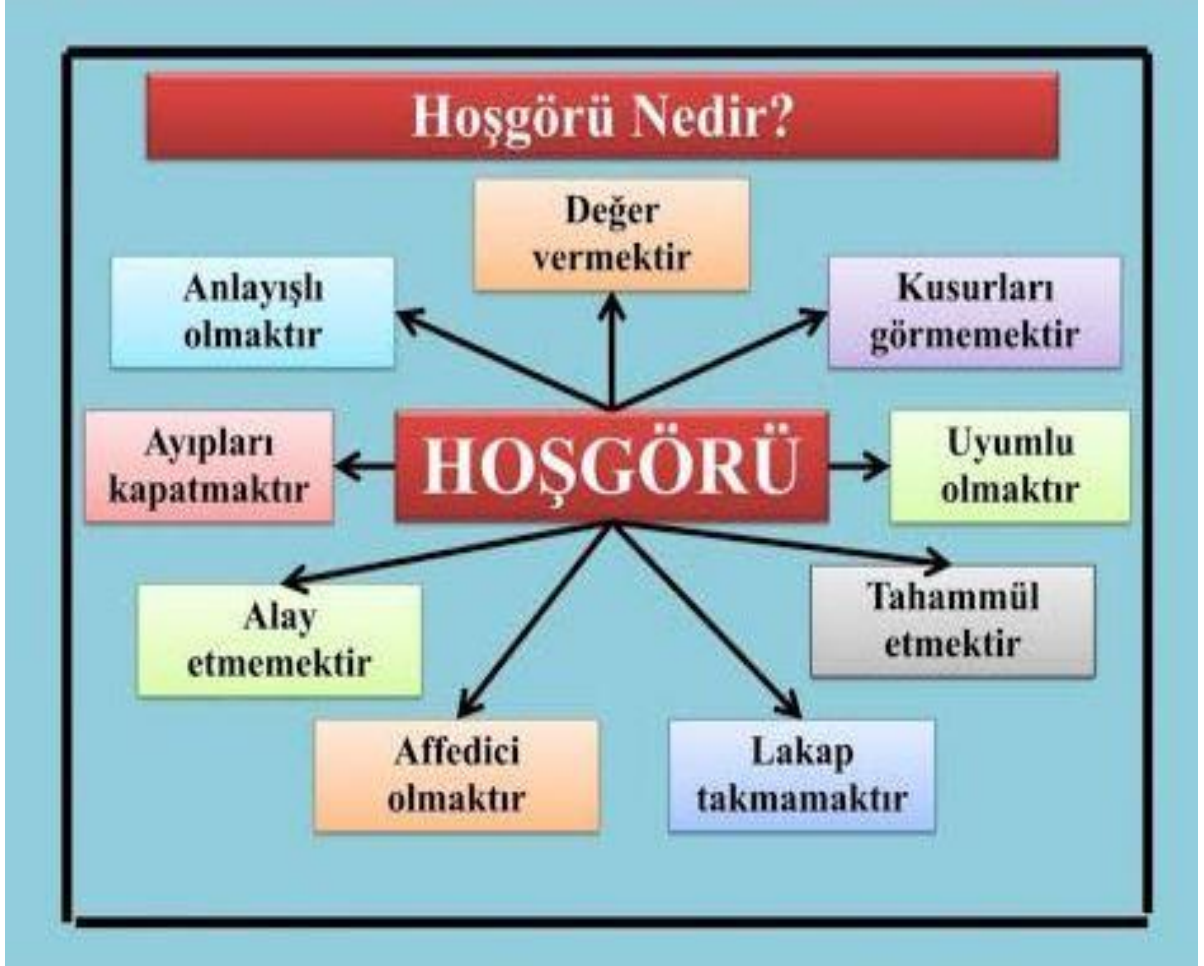 Hoşgörü Nedir?
Değer
vermektir
Anlayışlı
olmaktır
Kusurları
görmemektir
Ayıpları
kapatmaktır
HOŞGÖRÜ
Uyumlu
olmaktır
Alay
etmemektir
Tahammül
etmektir
Affedici
olmaktır
Lakap
takmamaktır